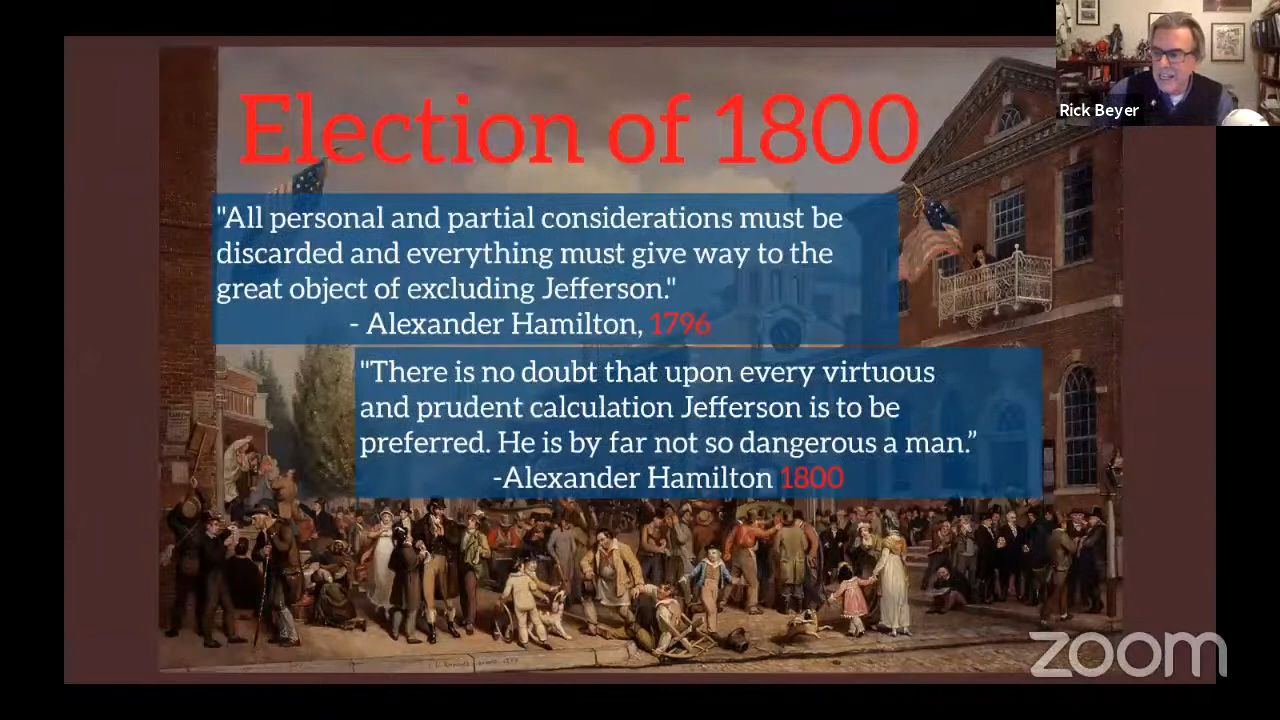 Election of 1800
Rick Beyer
"All personal and partial considerations must be
discarded and everything must give way to the
great object of excluding Jefferson."
- Alexander Hamilton, 1796
"There is no doubt that upon every virtuous
and prudent calculation Jefferson is to be
preferred. He is by far not so dangerous a man.”
-Alexander Hamilton 1800
zoom